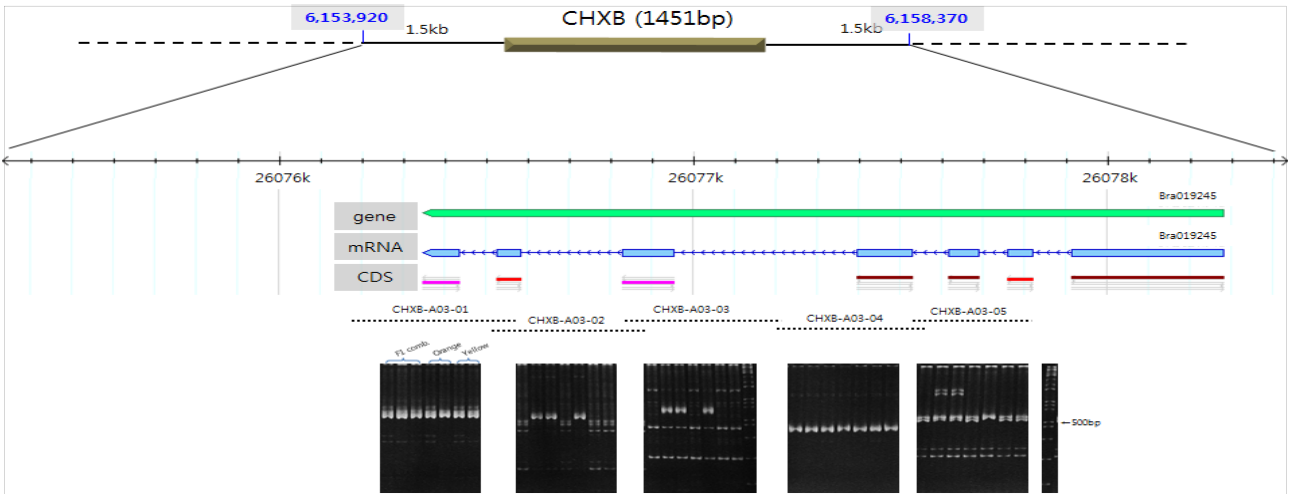 6,153,920
CHXB (1451bp)
6,158,370
1.5kb
1.5kb
26076k
26077k
26078k
Bra019245
gene
Bra019245
mRNA
CDS
CHXB-A03-01
CHXB-A03-02
CHXB-A03-03
CHXB-A03-04
CHXB-A03-05
F1 comb.
Orange
Yellow
500bp